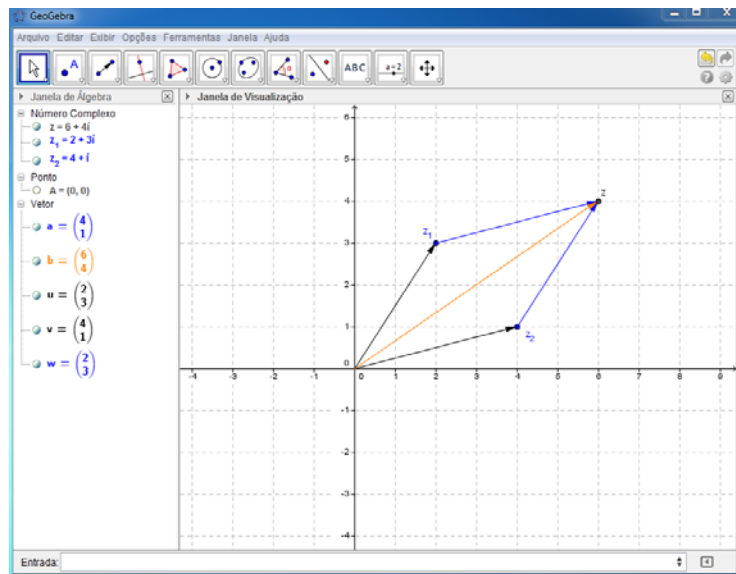 GeoGebra
Arquivo Editar Exibir Opções Ferramentas Janela Ajuda
A
α
ABC
a=2
Janela de Álgebra
Número Complexo
z = 6 + 4i
z₁ = 2 + 3i
z₂ = 4 + i
Ponto
A = (0, 0)
Vetor
a = (4
1)
b = (6
4)
u = (2
3)
v = (4
1)
w = (2
3)
Janela de Visualização
6
5
4
3
2
1
0
-1
-2
-3
-4
-4 -3 -2 -1 0 1 2 3 4 5 6 7 8 9
z
z₁
z₂
Entrada: